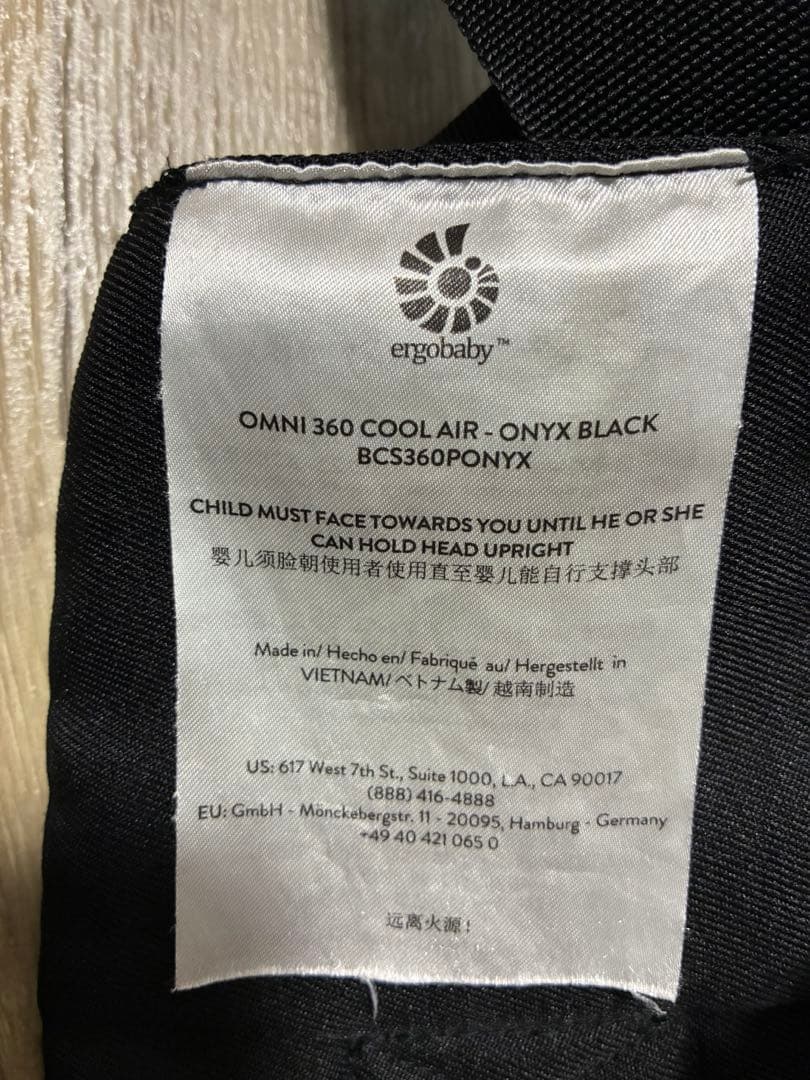 ergobaby™
OMNI 360 COOL AIR - ONYX BLACK
BCS360PONYX
CHILD MUST FACE TOWARDS YOU UNTIL HE OR SHE
CAN HOLD HEAD UPRIGHT
婴儿须脸朝使用者使用直至婴儿能自行支撑头部
Made in/ Hecho en/ Fabriqué au/ Hergestellt in
VIETNAM/ ベトナム製/ 越南制造
US: 617 West 7th St., Suite 1000, L.A., CA 90017
(888) 416-4888
EU: GmbH - Mönckebergstr. 11 - 20095, Hamburg - Germany
+49 40 421 065 0
远离火源!